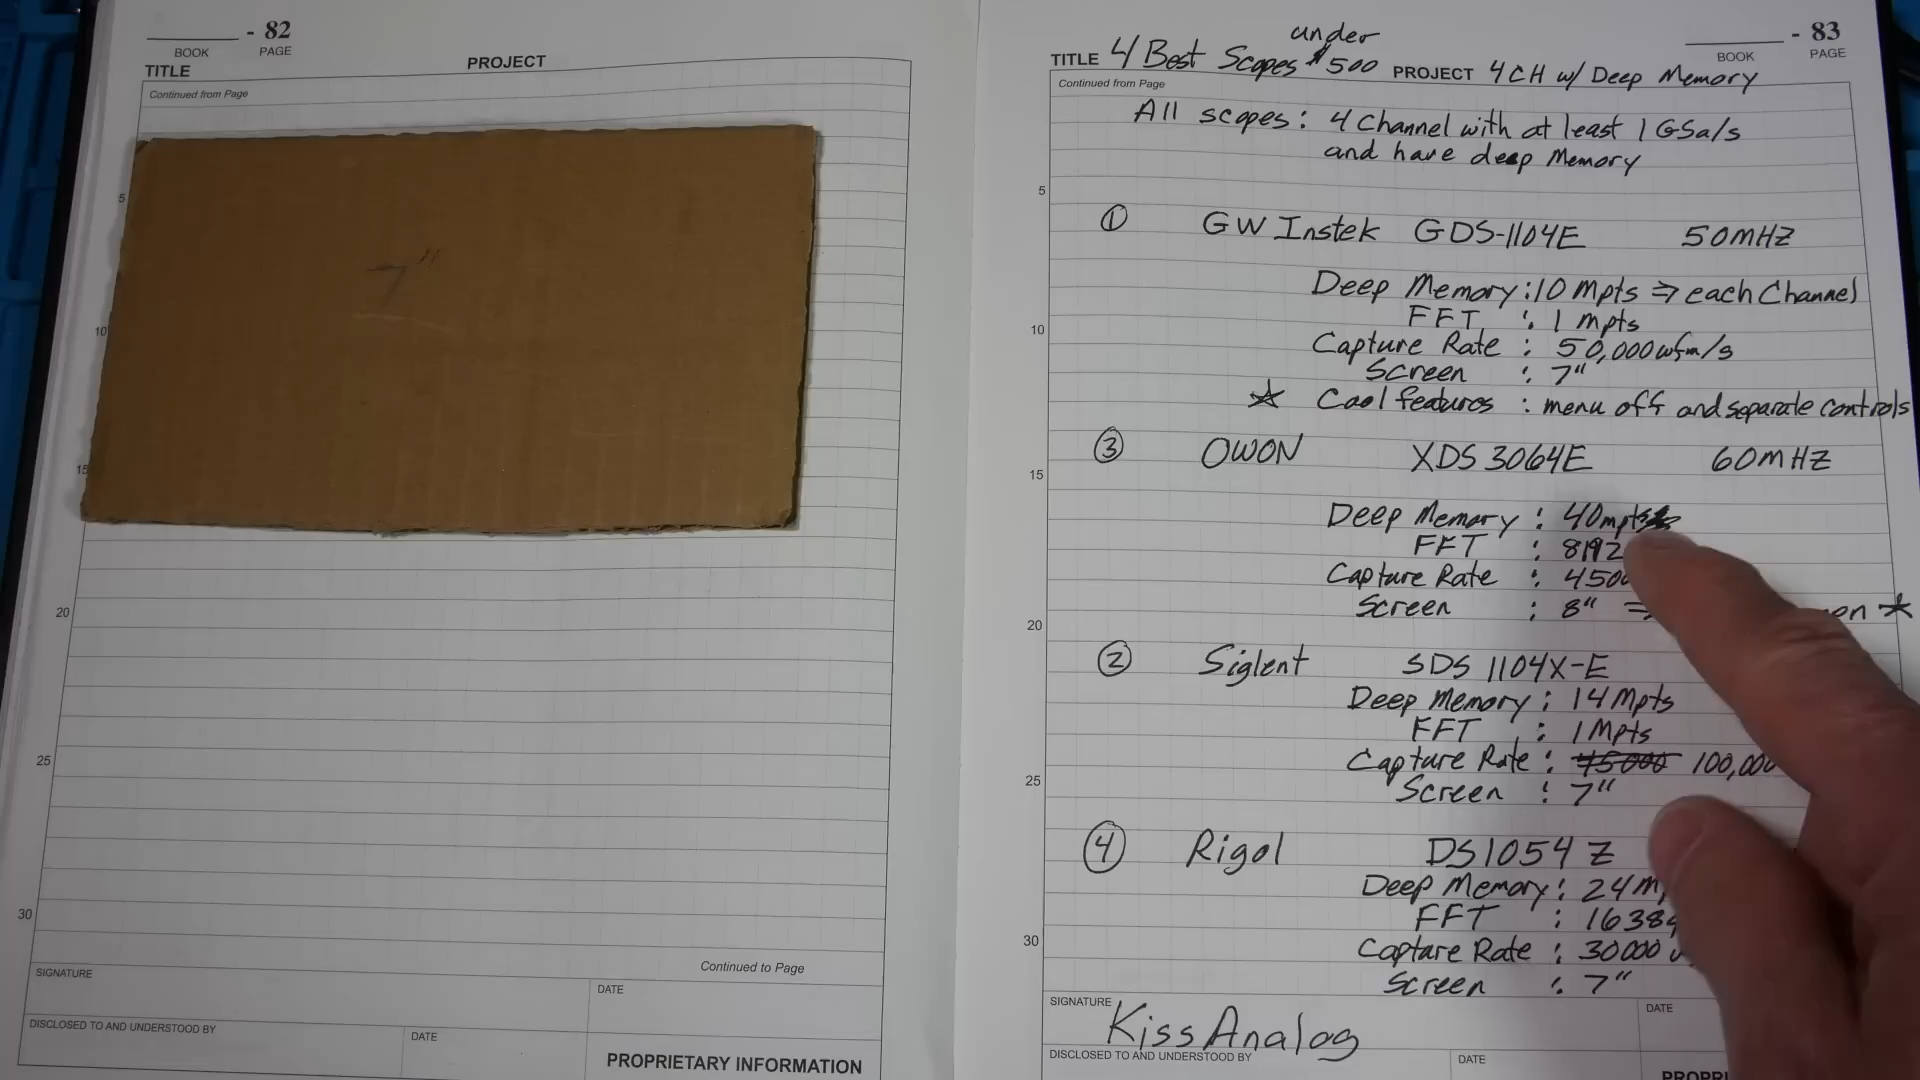 - 82
BOOK PAGE
TITLE PROJECT
Continued from Page
7"
5
10
15
20
25
30
Continued to Page
SIGNATURE
DATE
DISCLOSED TO AND UNDERSTOOD BY
DATE
PROPRIETARY INFORMATION
- 83
BOOK PAGE
under
TITLE 4 Best Scopes $500 PROJECT 4CH w/ Deep Memory
Continued from Page
All scopes: 4 Channel with at least 1 GSa/s
and have deep Memory
5
① GW Instek GDS-1104E 50MHZ
Deep Memory: 10 Mpts ⇒ each Channel
10
FFT : 1 Mpts
Capture Rate : 50,000wfm/s
Screen : 7"
☆ Cool features : menu off and separate controls
③ OWON XDS 3064E 60MHZ
15
Deep Memory : 40mpts
FFT : 8192
Capture Rate :
Screen : 8" ⇒ ☆
20
② Siglent SDS 1104X-E
Deep Memory : 14 Mpts
FFT : 1 Mpts
Capture Rate : 45000 100,000
25
Screen : 7"
④ Rigol DS1054Z
Deep Memory : 24
FFT : 16384
30
Capture Rate : 30000
Screen : 7"
SIGNATURE
KissAnalog
DATE
DISCLOSED TO AND UNDERSTOOD BY
DATE